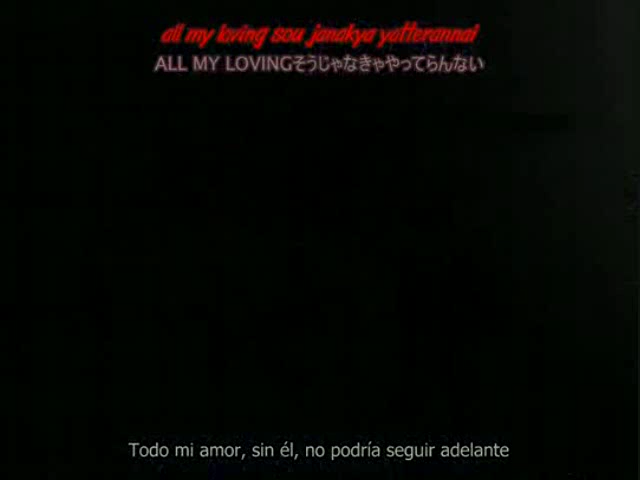 all my loving sou janakya yatterannai
ALL MY LOVINGそうじゃなきゃやってらんない
Todo mi amor, sin él, no podría seguir adelante